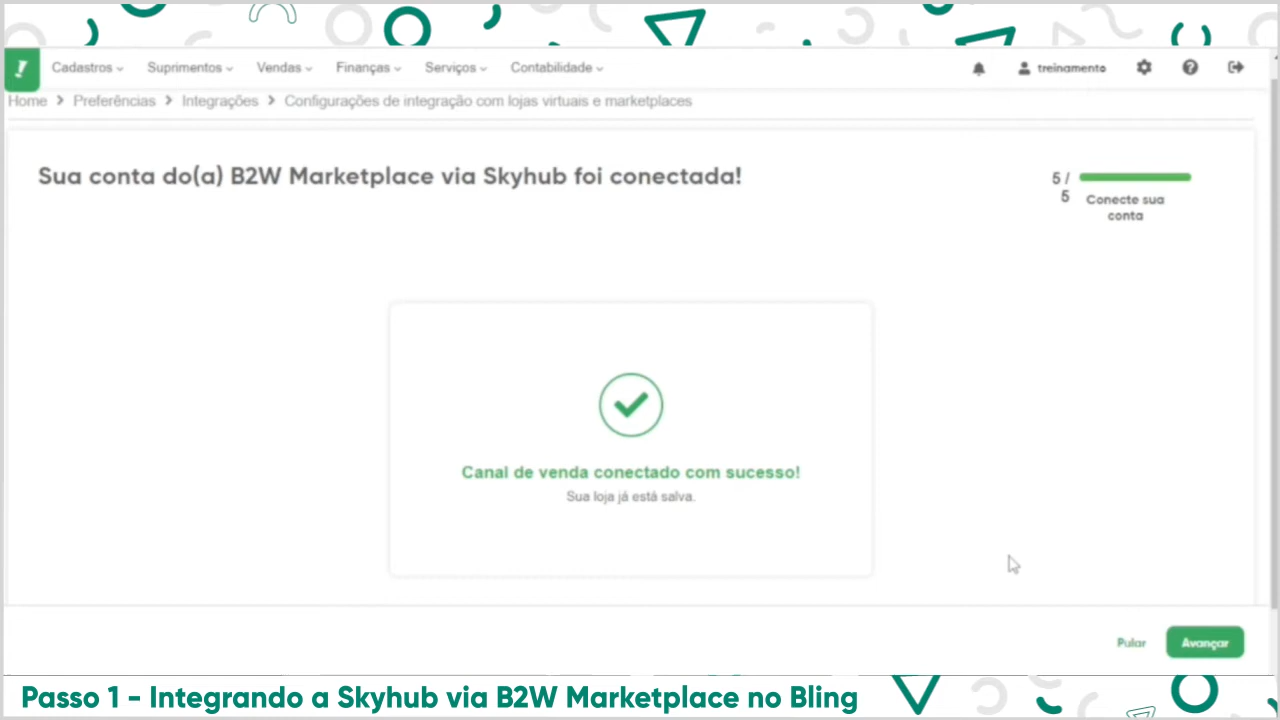 Cadastros Suprimentos Vendas Finanças Serviços Contabilidade treinamento
Home > Preferências > Integrações > Configurações de integração com lojas virtuais e marketplaces
Sua conta do(a) B2W Marketplace via Skyhub foi conectada!
5 /
5
Conecte sua
conta
Canal de venda conectado com sucesso!
Sua loja já está salva.
Pular Avançar
Passo 1 - Integrando a Skyhub via B2W Marketplace no Bling